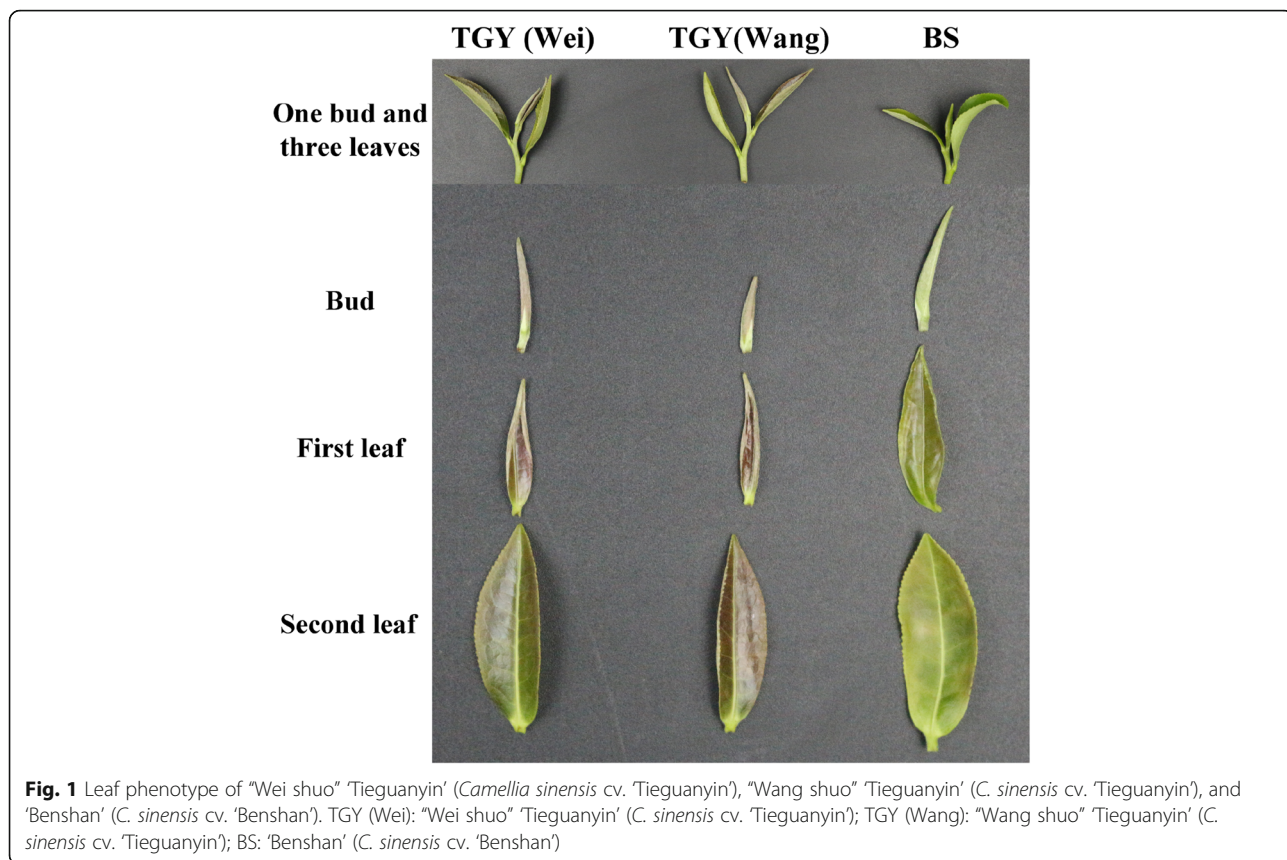 TGY (Wei) TGY(Wang) BS
One bud and
three leaves
Bud
First leaf
Second leaf
Fig. 1 Leaf phenotype of “Wei shuo” ‘Tieguanyin’ (Camellia sinensis cv. ‘Tieguanyin’), “Wang shuo” ‘Tieguanyin’ (C. sinensis cv. ‘Tieguanyin’), and
‘Benshan’ (C. sinensis cv. ‘Benshan’). TGY (Wei): “Wei shuo” ‘Tieguanyin’ (C. sinensis cv. ‘Tieguanyin’); TGY (Wang): “Wang shuo” ‘Tieguanyin’ (C.
sinensis cv. ‘Tieguanyin’); BS: ‘Benshan’ (C. sinensis cv. ‘Benshan’)